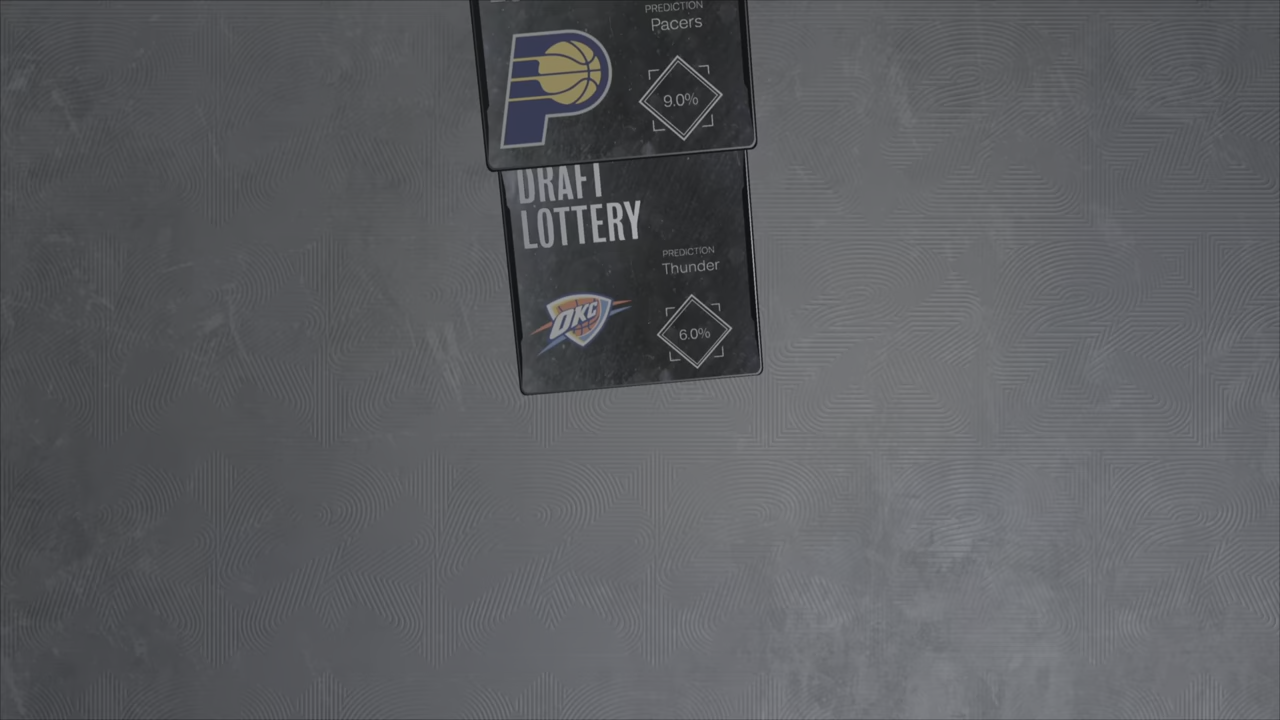 PREDICTION
Pacers
9.0%
DRAFT
LOTTERY
PREDICTION
Thunder
OKC
6.0%